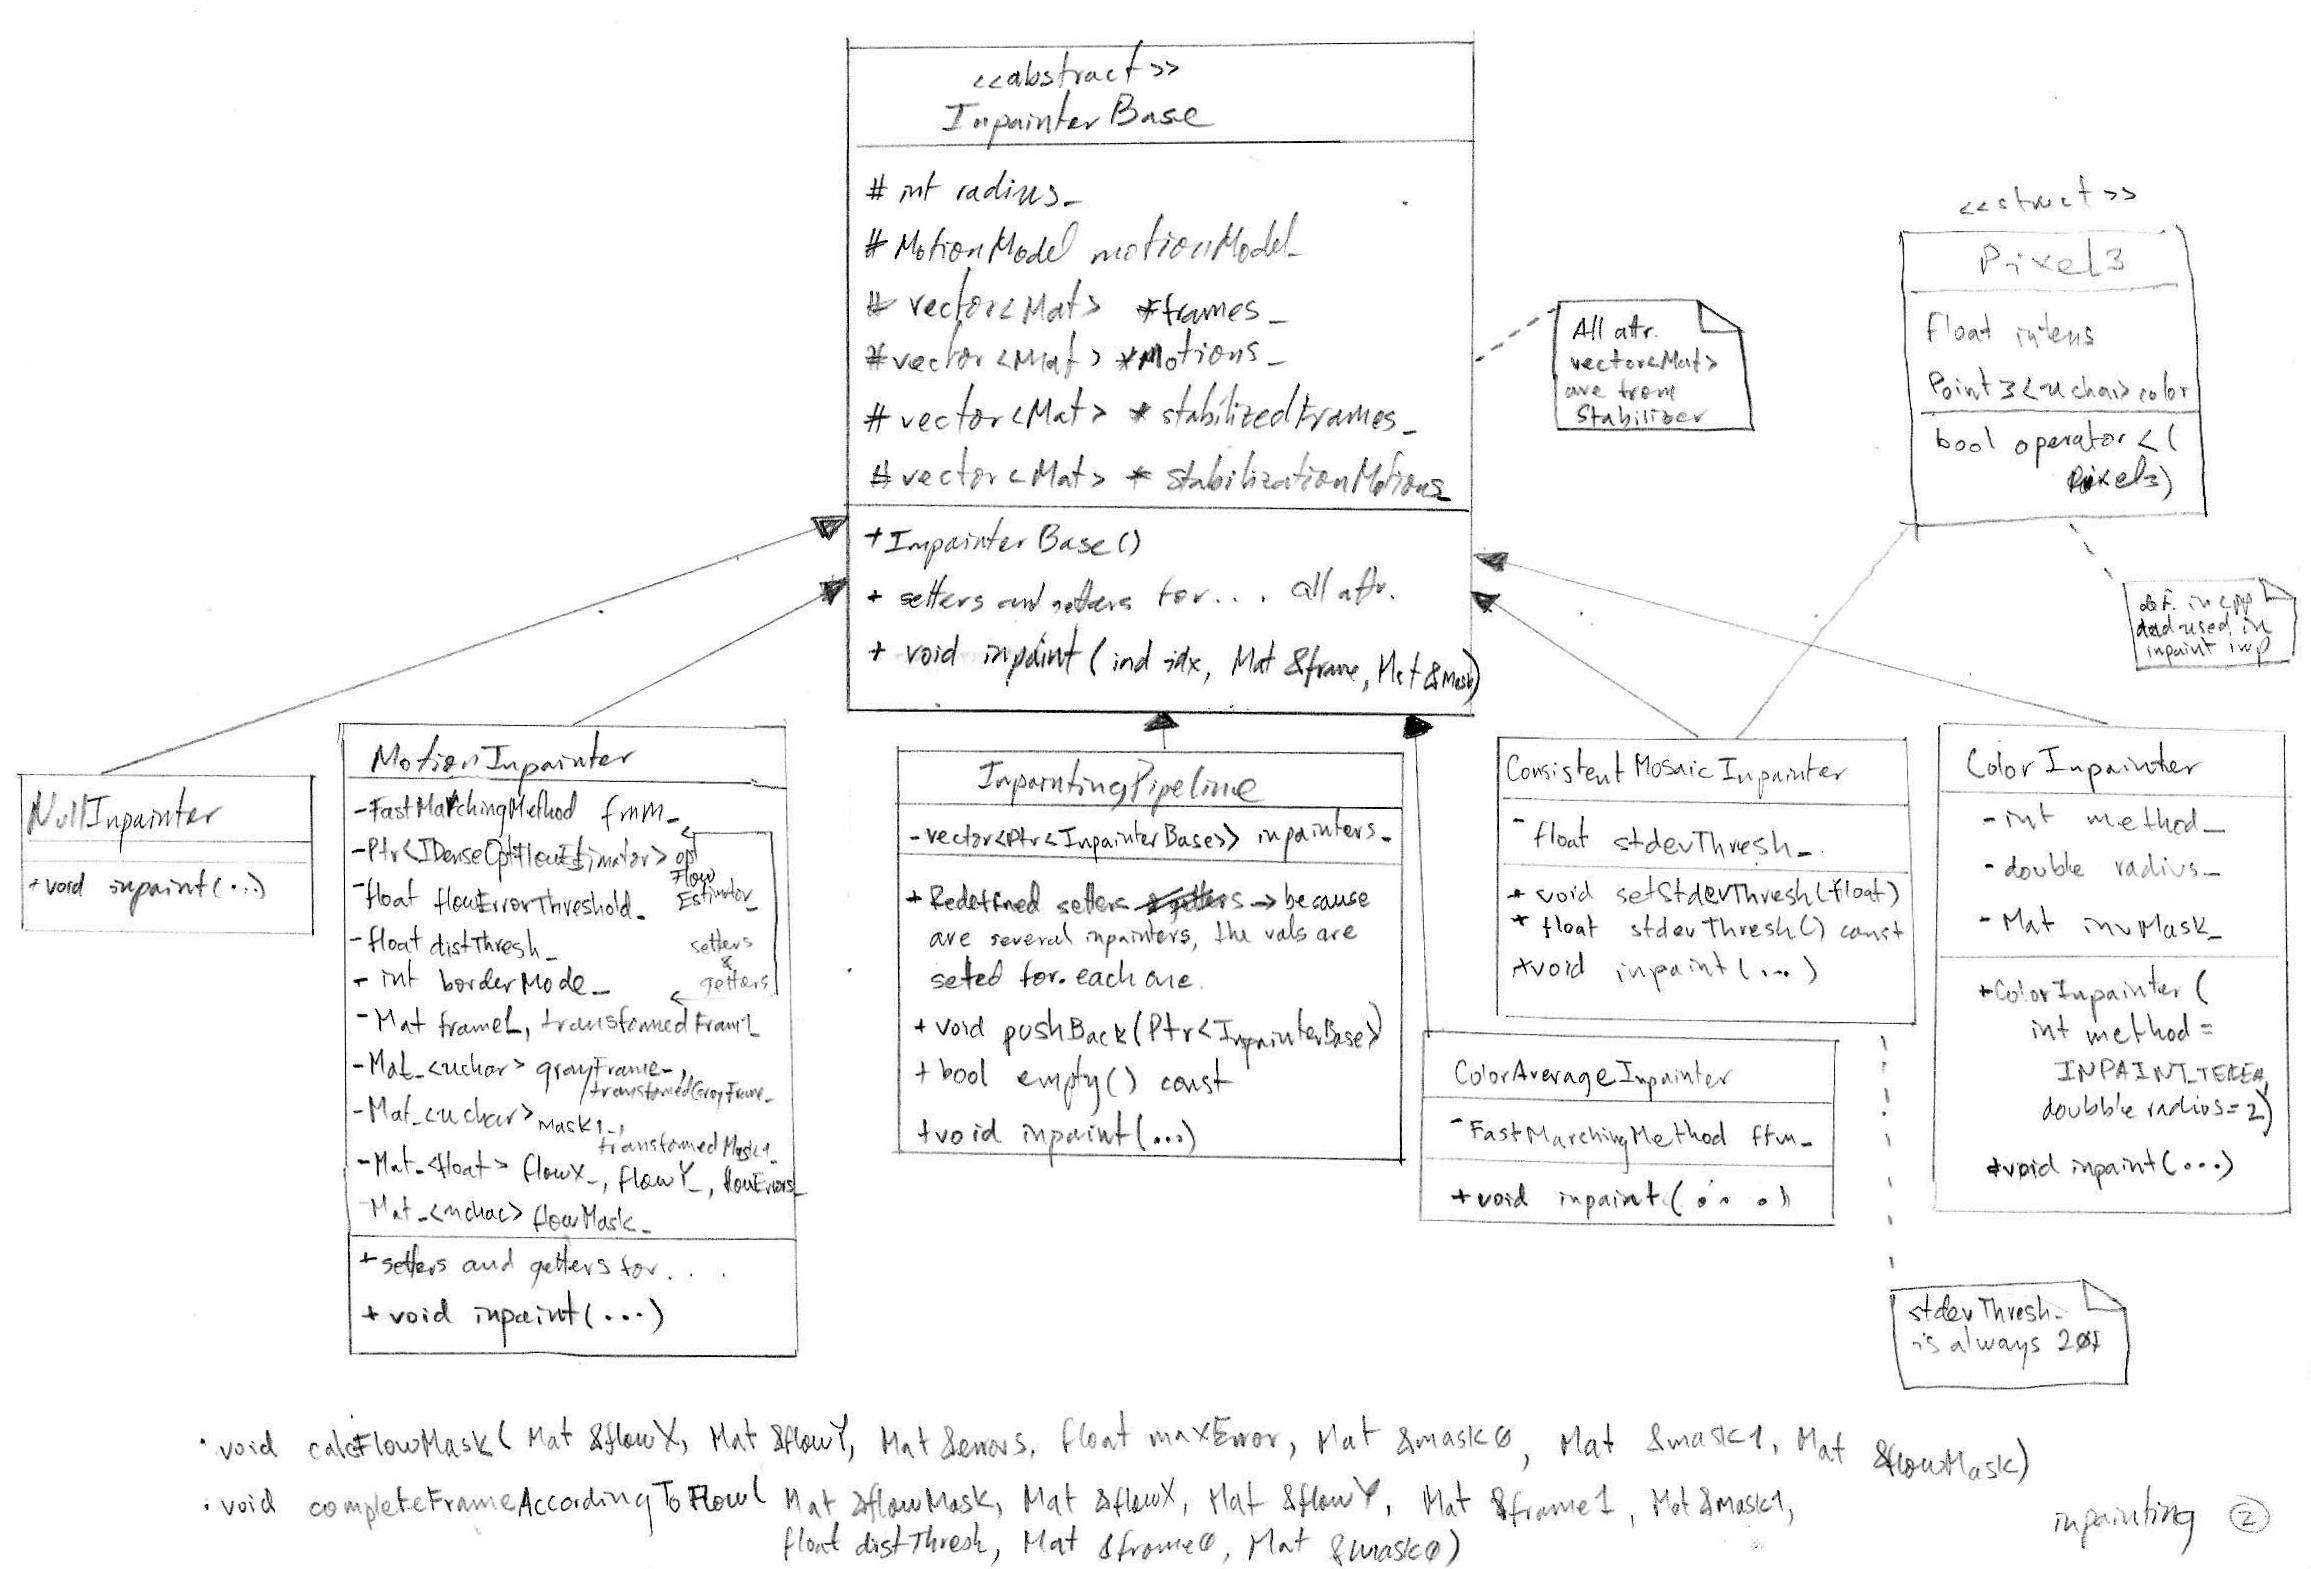 <<abstract>>
InpainterBase
# int radius_
# MotionModel motionModel_
# vector<Mat> *frames_
# vector<Mat> *Motions_
# vector<Mat> * stabilizedFrames_
# vector<Mat> * stabilizationMotions_
+ InpainterBase()
+ setters and getters for... all attr.
+ void inpaint (ind idx, Mat &frame, Mat &mask)
All attr.
vector<Mat>
are from
Stabilizer
<<struct>>
Pixel3
float intens
Point3<uchar> color
bool operator <(
Pixel3)
def. in cpp
used in
inpaint imp
NullInpainter
+void inpaint(...)
MotionInpainter
-FastMarchingMethod fmm_
-Ptr<IDenseOptFlowEstimator> opt
Flow
Estimator_
-float flowErrorThreshold_
-float distThresh_
- int borderMode_
setters
&
getters
-Mat frame1, transformedFrame1
-Mat_<uchar> grayFrame_,
transformedGrayFrame_
-Mat_<uchar> mask1_,
transformedMask1_
-Mat_<float> flowX_, flowY_, flowErrors_
-Mat_<uchar> flowMask_
+setters and getters for....
+ void inpaint(...)
InpaintingPipeline
-vector<Ptr<InpainterBase>> inpainters_
+ Redefined setters & getters -> because
are several inpainters, the vals are
seted for each one.
+ void pushBack(Ptr<InpainterBase>)
+ bool empty() const
+void inpaint(...)
ConsistentMosaicInpainter
- float stdevThresh_
+ void setStdevThresh(float)
+ float stdevThresh() const
+void inpaint(...)
ColorAverageInpainter
-FastMarchingMethod ffm_
+void inpaint(...)
ColorInpainter
-int method_
-double radius_
- Mat invMask_
+ColorInpainter(
int method=
INPAINT_TELEA,
doubble radius=2)
+void inpaint(...)
stdevThresh_
is always
· void calcFlowMask( Mat &flowX, Mat &flowY, Mat &errors, float maxError, Mat &mask0, Mat &mask1, Mat &flowMask)
· void completeFrameAccordingToFlow( Mat &flowMask, Mat &flowX, Mat &flowY, Mat &frame1, Mat &mask1,
float distThresh, Mat &frame0, Mat &mask0)
inpainting 2